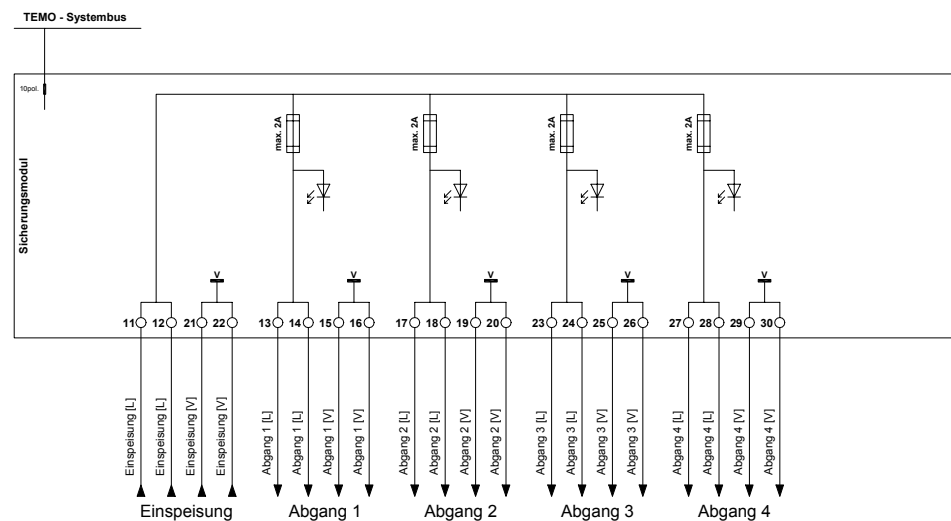 TEMO - Systembus
10pol.
Sicherungsmodul
max. 2A
max. 2A
max. 2A
max. 2A
V
V
V
V
V
11 12 21 22 13 14 15 16 17 18 19 20 23 24 25 26 27 28 29 30
Einspeisung [L]
Einspeisung [L]
Einspeisung [V]
Einspeisung [V]
Abgang 1 [L]
Abgang 1 [L]
Abgang 1 [V]
Abgang 1 [V]
Abgang 2 [L]
Abgang 2 [L]
Abgang 2 [V]
Abgang 2 [V]
Abgang 3 [L]
Abgang 3 [L]
Abgang 3 [V]
Abgang 3 [V]
Abgang 4 [L]
Abgang 4 [L]
Abgang 4 [V]
Abgang 4 [V]
Einspeisung Abgang 1 Abgang 2 Abgang 3 Abgang 4